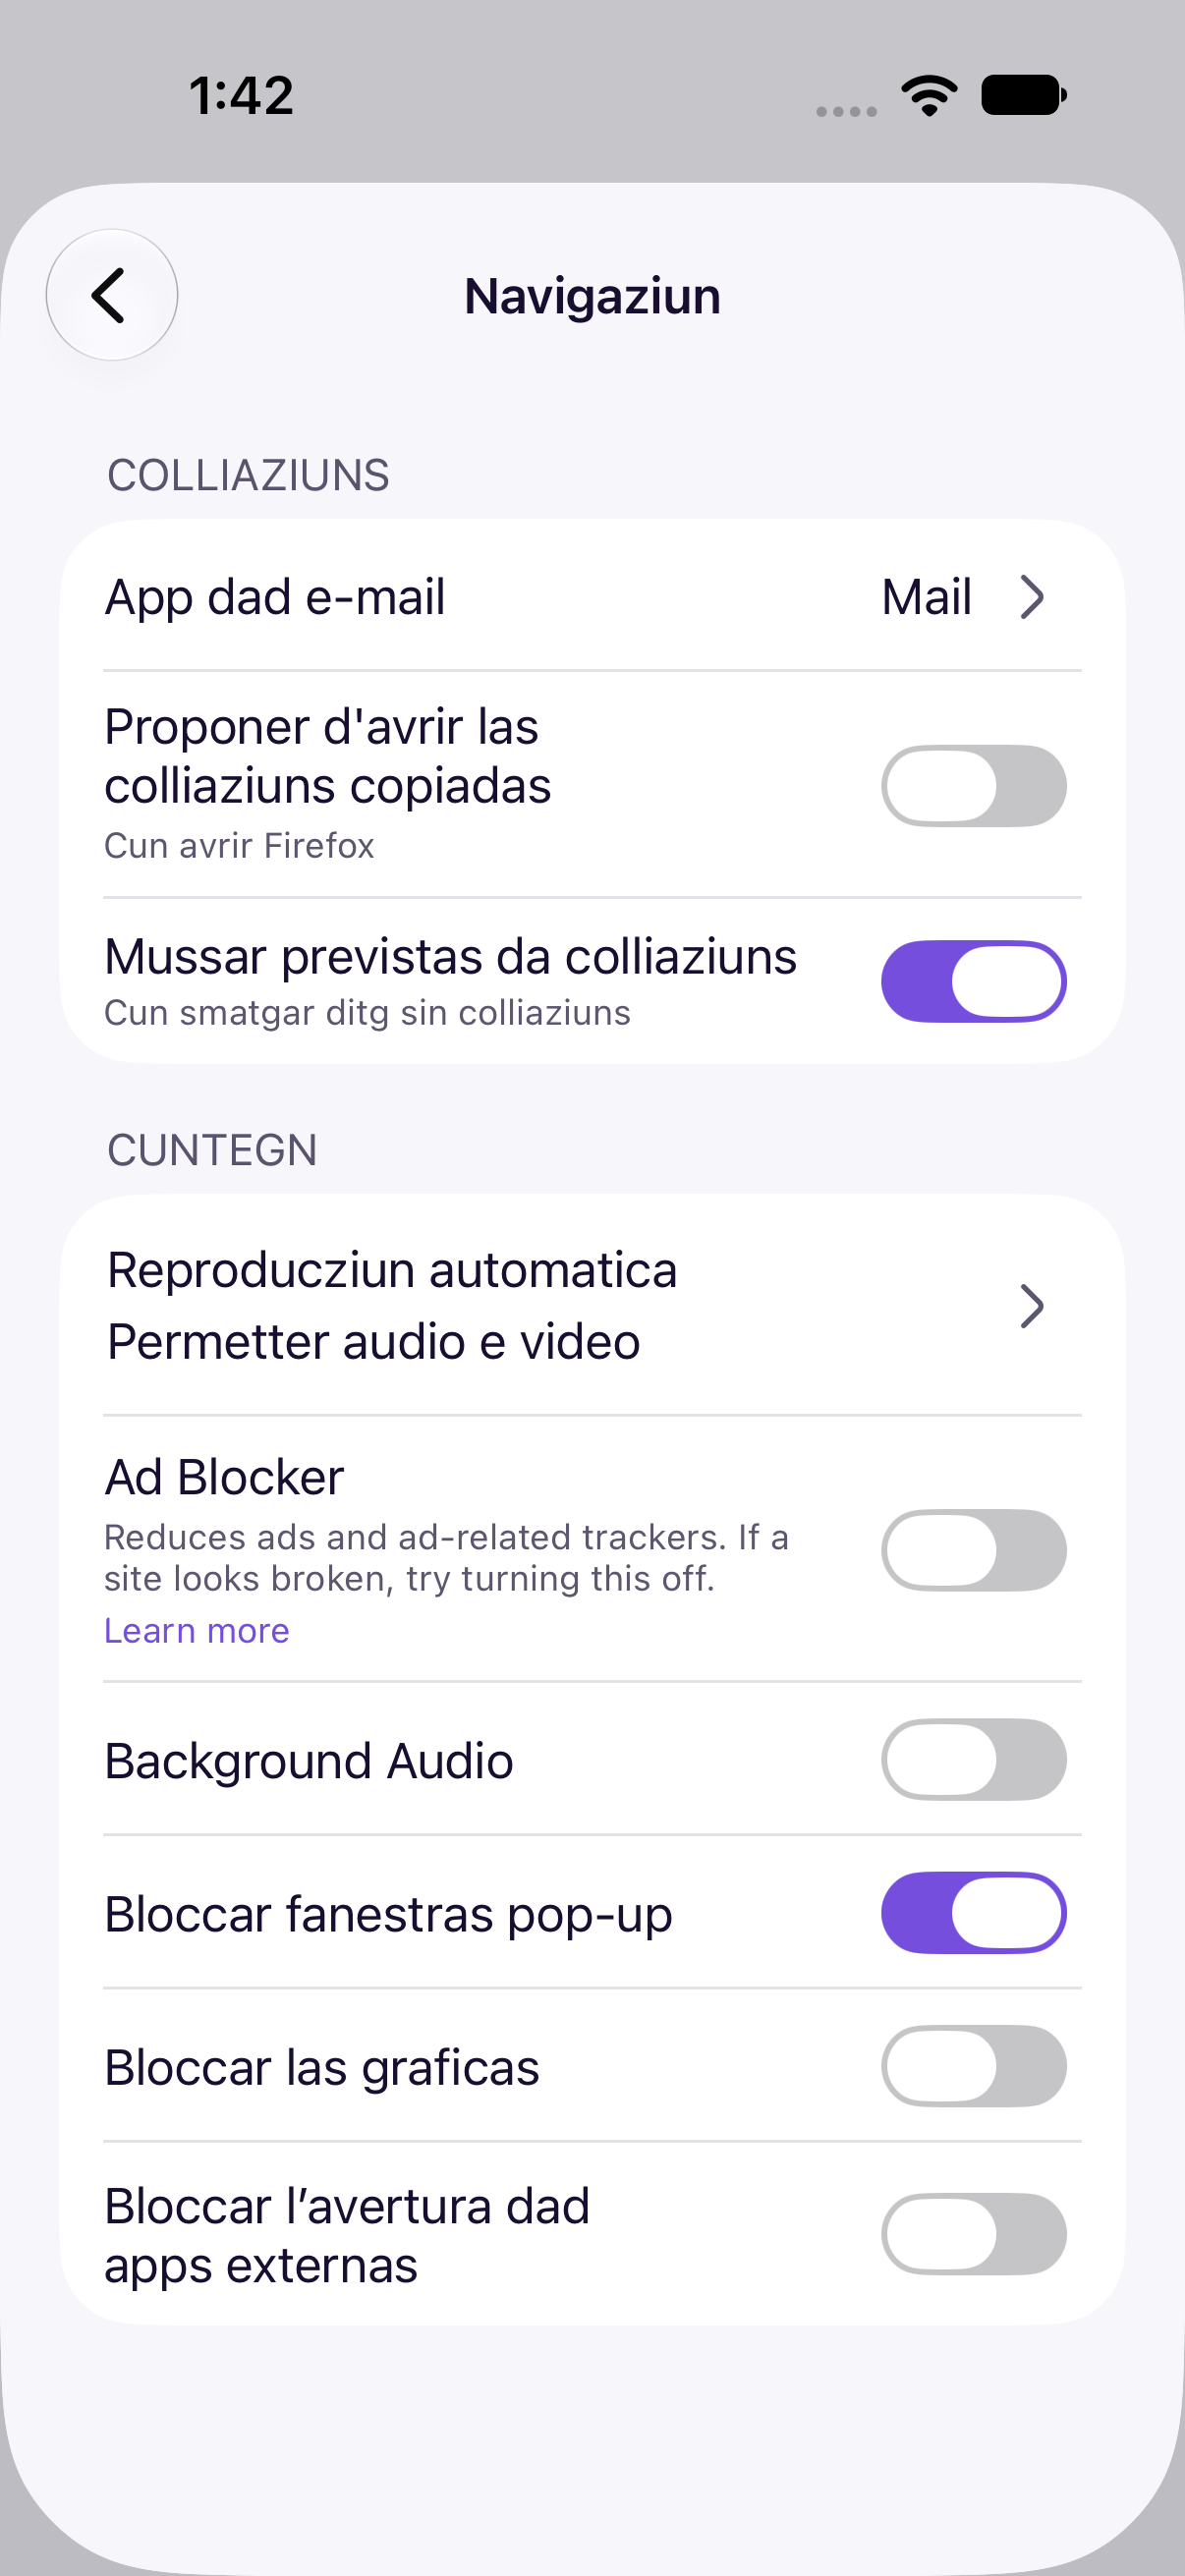 1:42
Navigaziun
COLLIAZIUNS
App dad e-mail
Mail
Proponer d'avrir las
colliaziuns copiadas
Cun avrir Firefox
Mussar previstas da colliaziuns
Cun smatgar ditg sin colliaziuns
CUNTEGN
Reproducziun automatica
Permetter audio e video
Ad Blocker
Reduces ads and ad-related trackers. If a
site looks broken, try turning this off.
Learn more
Background Audio
Bloccar fanestras pop-up
Bloccar las graficas
Bloccar l’avertura dad
apps externas